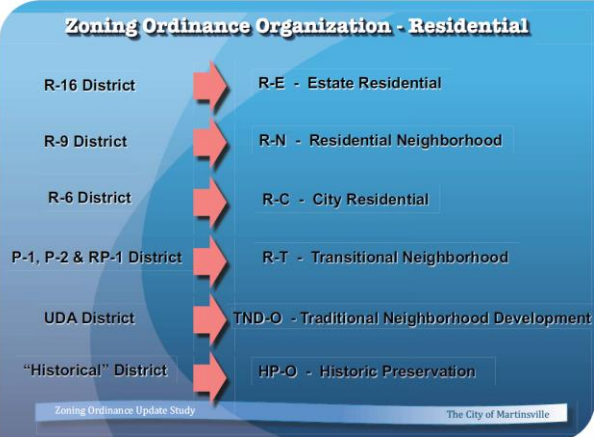 Zoning Ordinance Organization - Residential
R-16 District R-E - Estate Residential
R-9 District R-N - Residential Neighborhood
R-6 District R-C - City Residential
P-1, P-2 & RP-1 District R-T - Transitional Neighborhood
UDA District TND-O - Traditional Neighborhood Development
“Historical” District HP-O - Historic Preservation
Zoning Ordinance Update Study The City of Martinsville